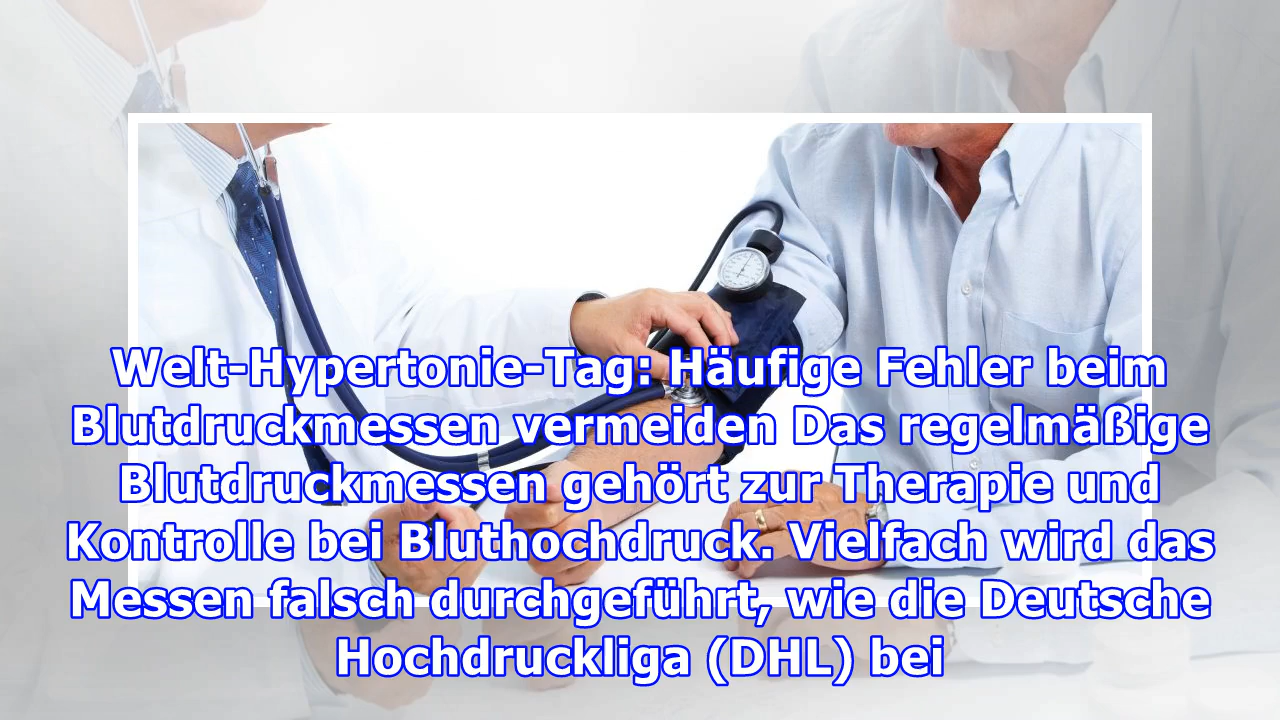 Welt-Hypertonie-Tag: Häufige Fehler beim
Blutdruckmessen vermeiden Das regelmäßige
Blutdruckmessen gehört zur Therapie und
Kontrolle bei Bluthochdruck. Vielfach wird das
Messen falsch durchgeführt, wie die Deutsche
Hochdruckliga (DHL) bei